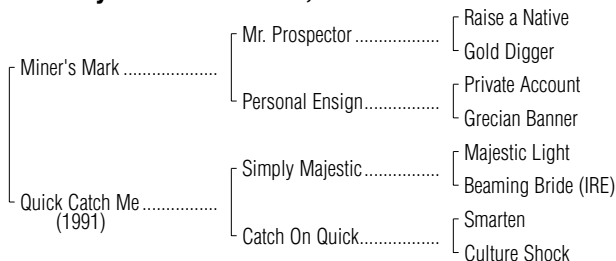 Raise a Native
Mr. Prospector ..................
Gold Digger
Miner's Mark ....................
Private Account
Personal Ensign................
Grecian Banner
Majestic Light
Simply Majestic................
Beaming Bride (IRE)
Quick Catch Me ................
(1991)
Smarten
Catch On Quick.................
Culture Shock